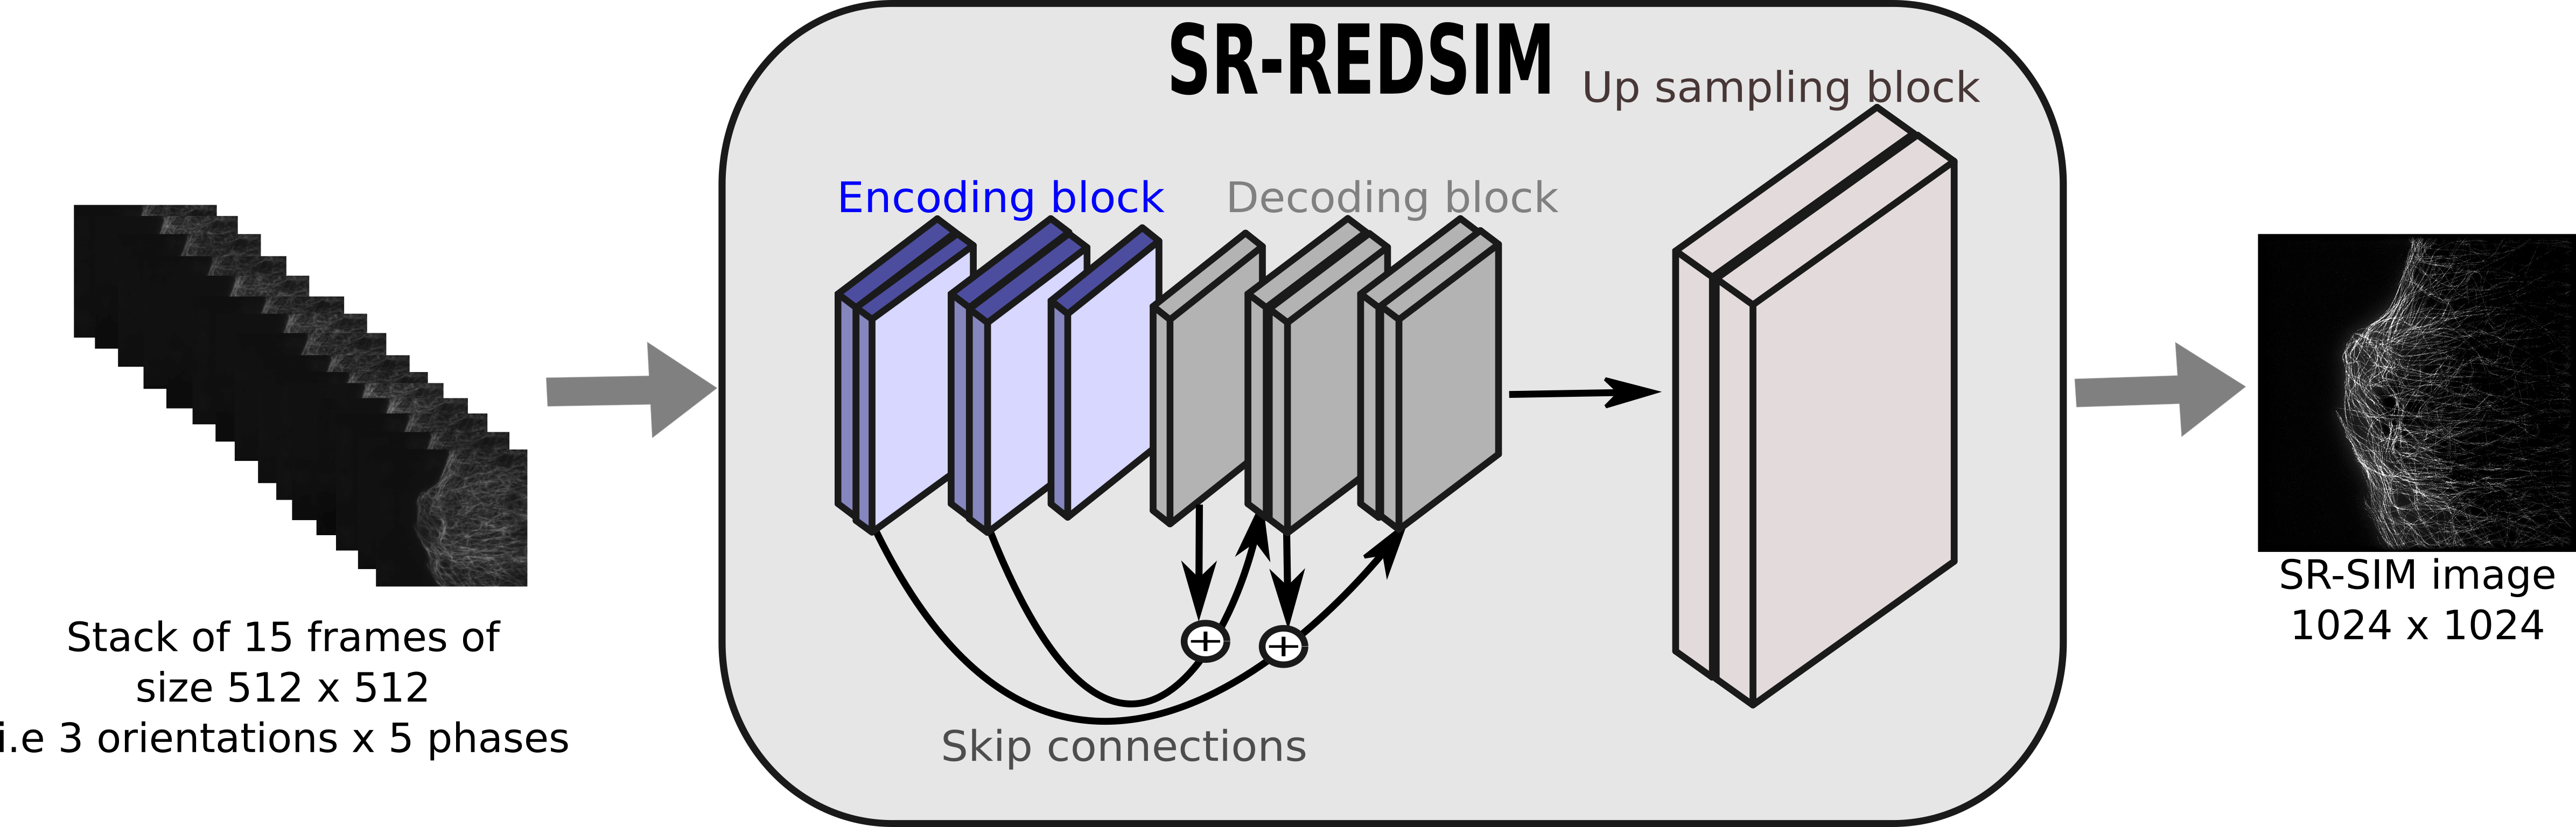 SR-REDSIM
Up sampling block
Encoding block
Decoding block
Skip connections
Stack of 15 frames of
size 512 x 512
i.e 3 orientations x 5 phases
SR-SIM image
1024 x 1024